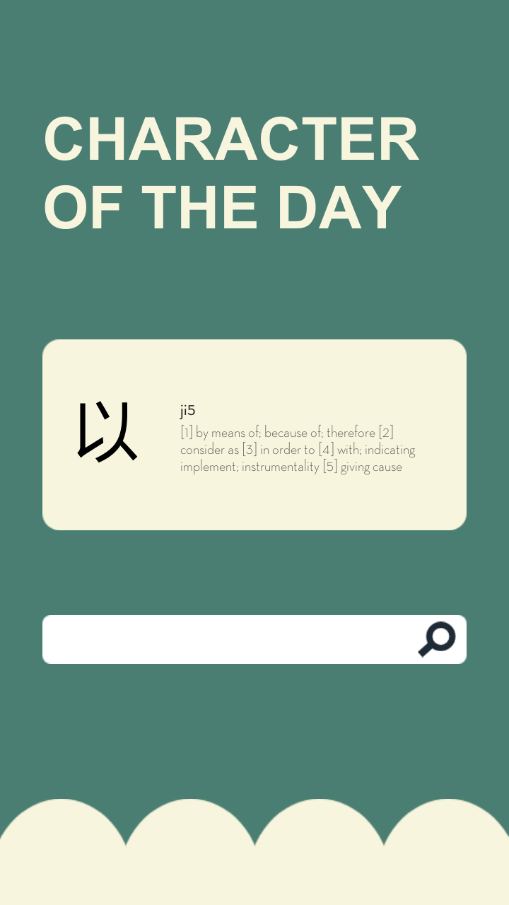 CHARACTER
OF THE DAY
以
ji5
[1] by means of; because of; therefore [2]
consider as [3] in order to [4] with; indicating
implement; instrumentality [5] giving cause